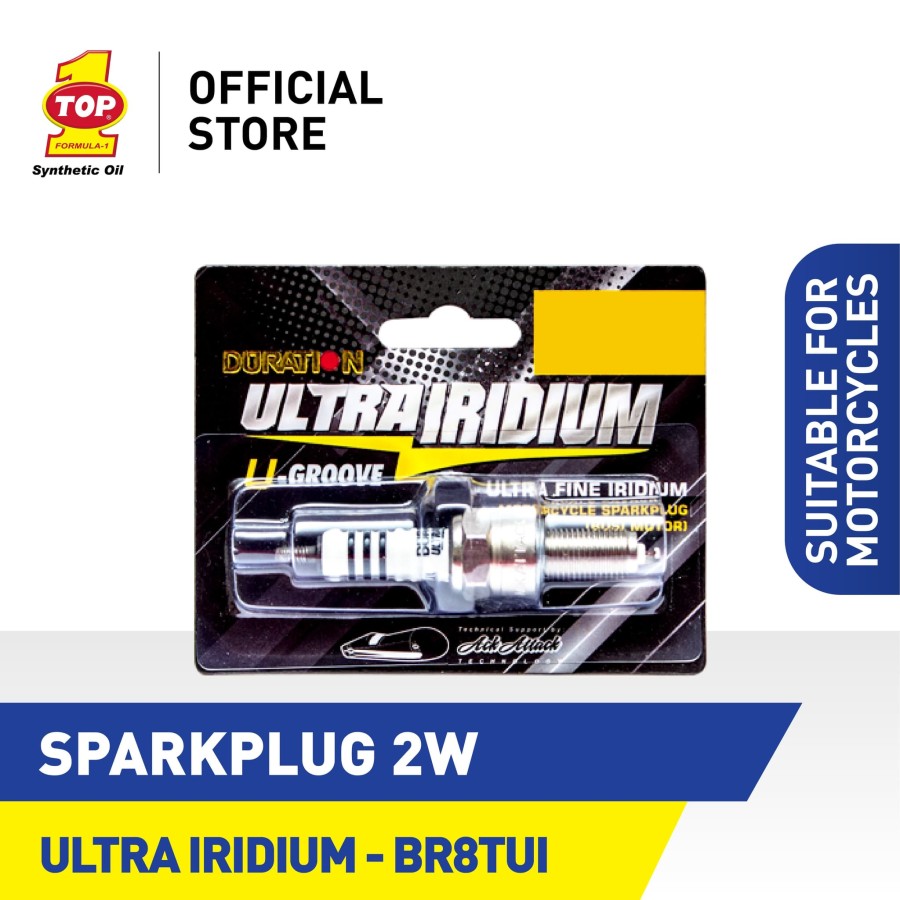 1
TOP
FORMULA-1
Synthetic Oil
OFFICIAL
STORE
SUITABLE FOR
MOTORCYCLES
DURATION
ULTRA IRIDIUM
U-GROOVE
ULTRA FINE IRIDIUM
MOTORCYCLE SPARKPLUG
Technical Support by
Ack Attack
TECHNOLOGY
SPARKPLUG 2W
ULTRA IRIDIUM - BR8TUI